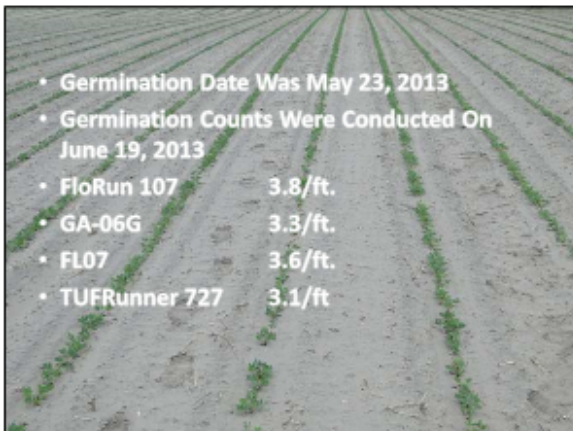 • Germination Date Was May 23, 2013
• Germination Counts Were Conducted On
June 19, 2013
• FloRun 107 3.8/ft.
• GA-06G 3.3/ft.
• FL07 3.6/ft.
• TUFRunner 727 3.1/ft